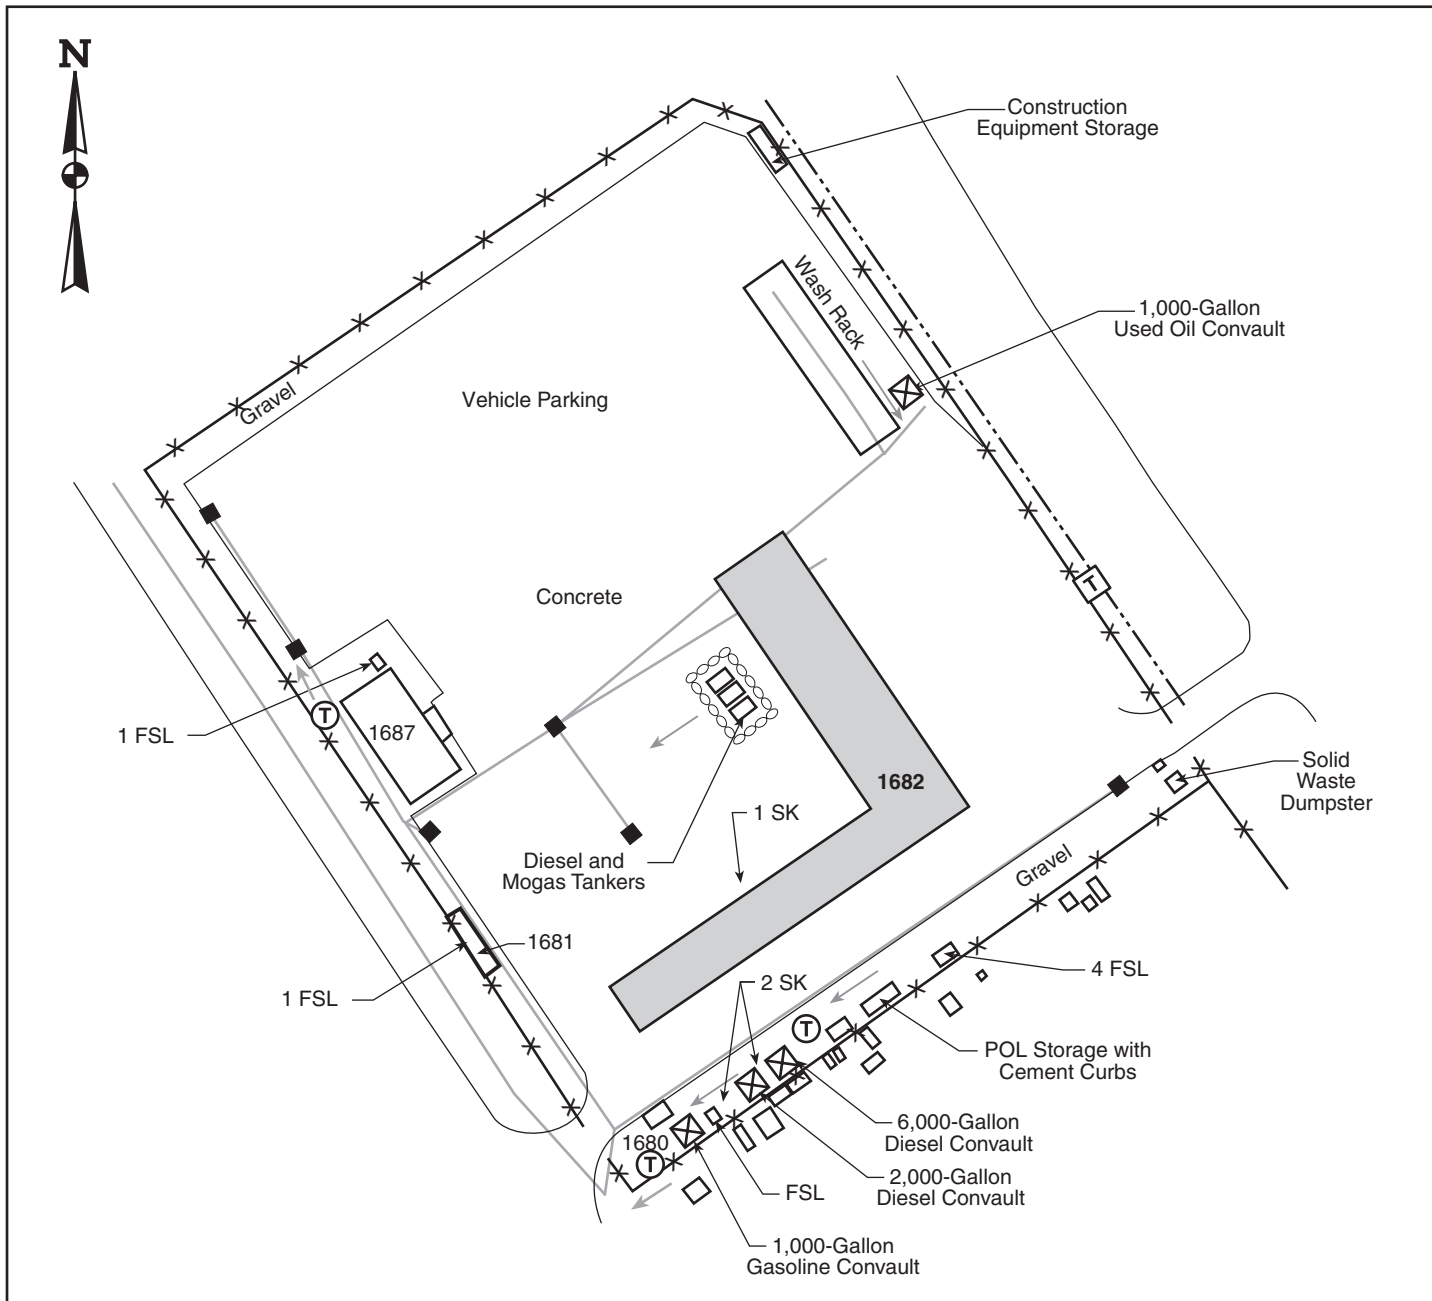 N
Construction
Equipment Storage
Wash Rack
1,000-Gallon
Used Oil Convault
Gravel
Vehicle Parking
Concrete
T
1 FSL
T
1687
1682
Solid
Waste
Dumpster
1 SK
Diesel and
Mogas Tankers
Gravel
1681
1 FSL
4 FSL
2 SK
T
POL Storage with
Cement Curbs
6,000-Gallon
Diesel Convault
1680
T
2,000-Gallon
Diesel Convault
FSL
1,000-Gallon
Gasoline Convault